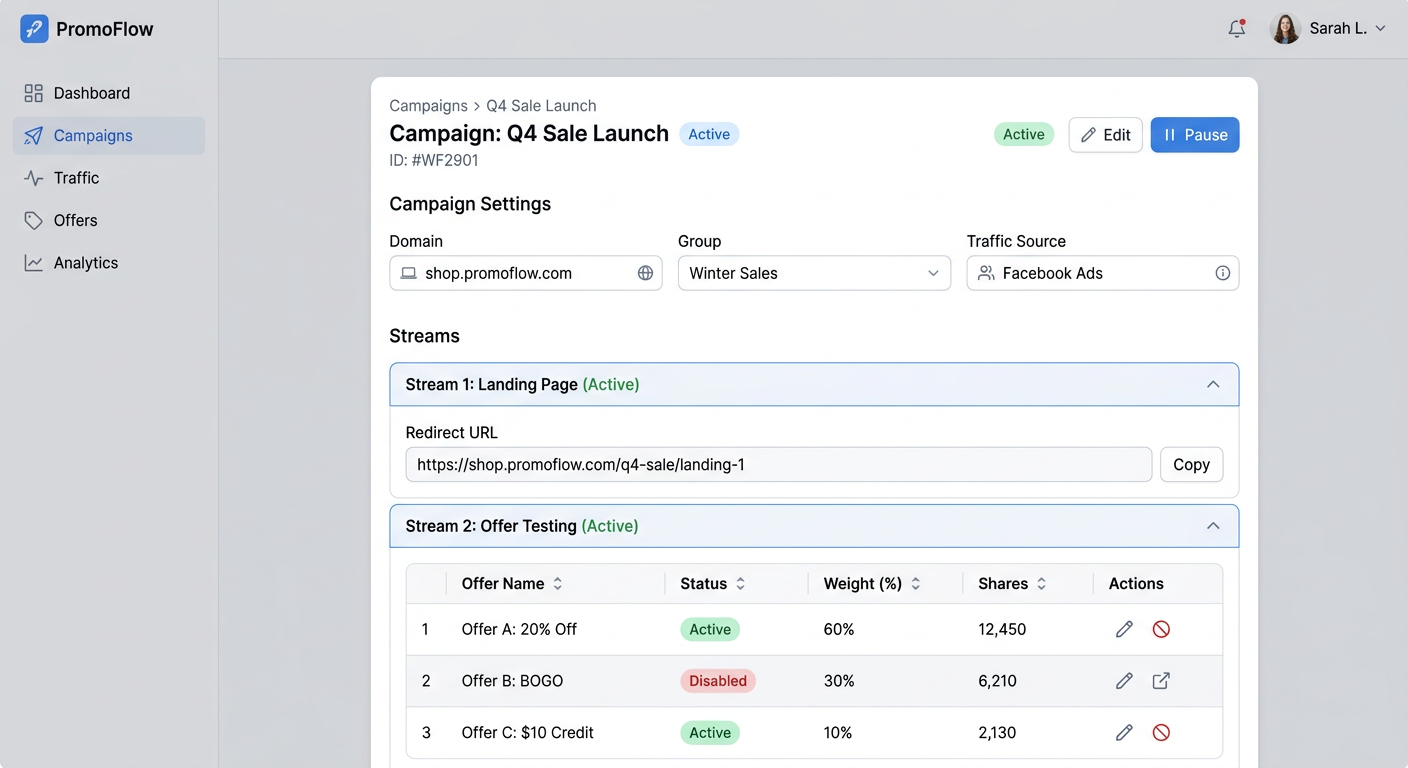 PromoFlow
Sarah L.
Dashboard
Campaigns
Traffic
Offers
Analytics
Campaigns > Q4 Sale Launch
Campaign: Q4 Sale Launch Active
Active Edit Pause
ID: #WF2901
Campaign Settings
Domain Group Traffic Source
shop.promoflow.com Winter Sales Facebook Ads
Streams
Stream 1: Landing Page (Active)
Redirect URL
https://shop.promoflow.com/q4-sale/landing-1 Copy
Stream 2: Offer Testing (Active)
Offer Name Status Weight (%) Shares Actions
1 Offer A: 20% Off Active 60% 12,450
2 Offer B: BOGO Disabled 30% 6,210
3 Offer C: $10 Credit Active 10% 2,130